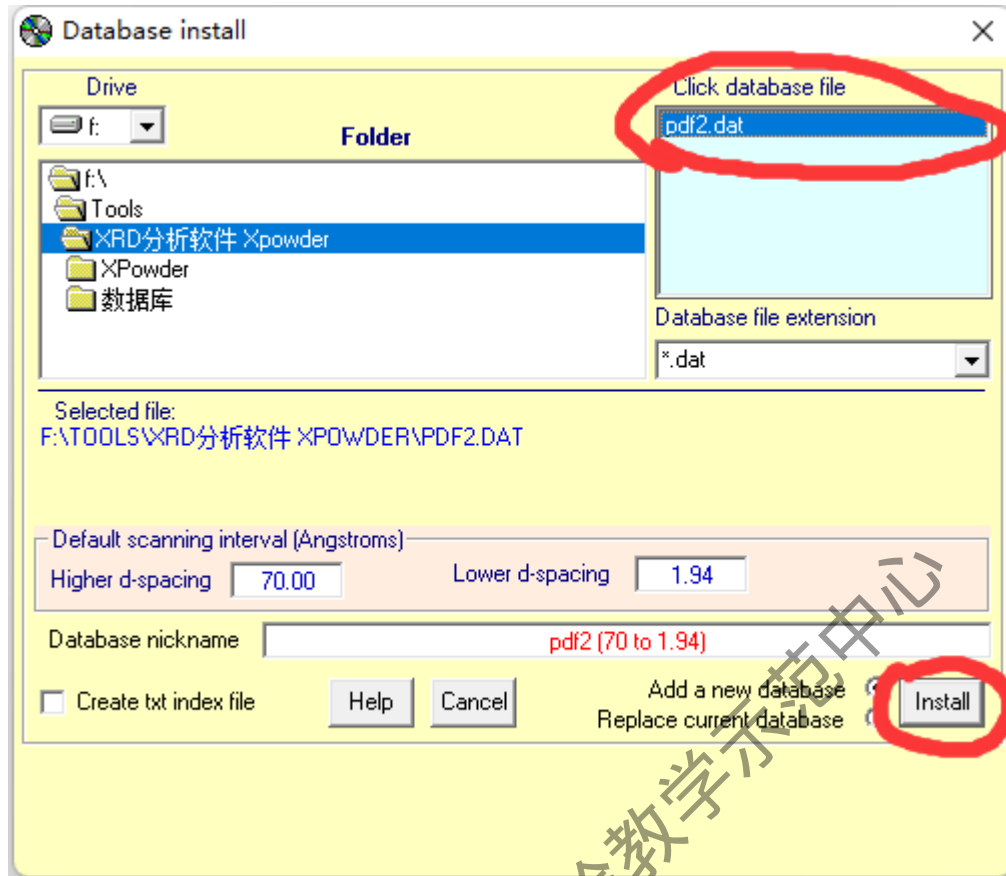 Database install
Drive
Click database file
f:
Folder
pdf2.dat
f:\
Tools
XRD分析软件 Xpowder
XPowder
数据库
Database file extension
*.dat
Selected file:
F:\TOOLS\XRD分析软件 XPOWDER\PDF2.DAT
Default scanning interval (Angstroms)
Higher d-spacing 70.00 Lower d-spacing 1.94
Database nickname pdf2 (70 to 1.94)
Create txt index file Help Cancel Add a new database Install
Replace current database
教学示范中心